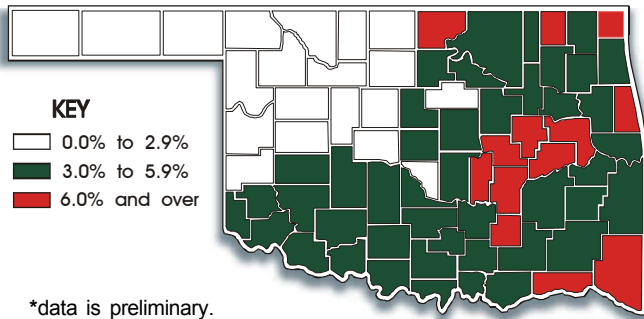 KEY
0.0% to 2.9%
3.0% to 5.9%
6.0% and over
*data is preliminary.